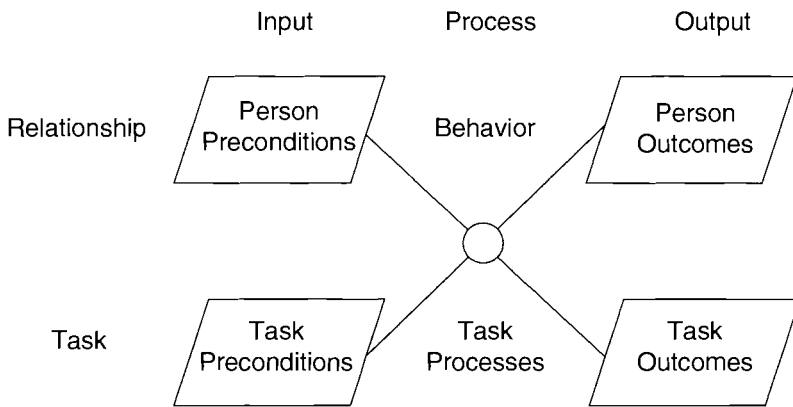 Input Process Output
Relationship
Person
Preconditions
Behavior
Person
Outcomes
Task
Task
Preconditions
Task
Processes
Task
Outcomes